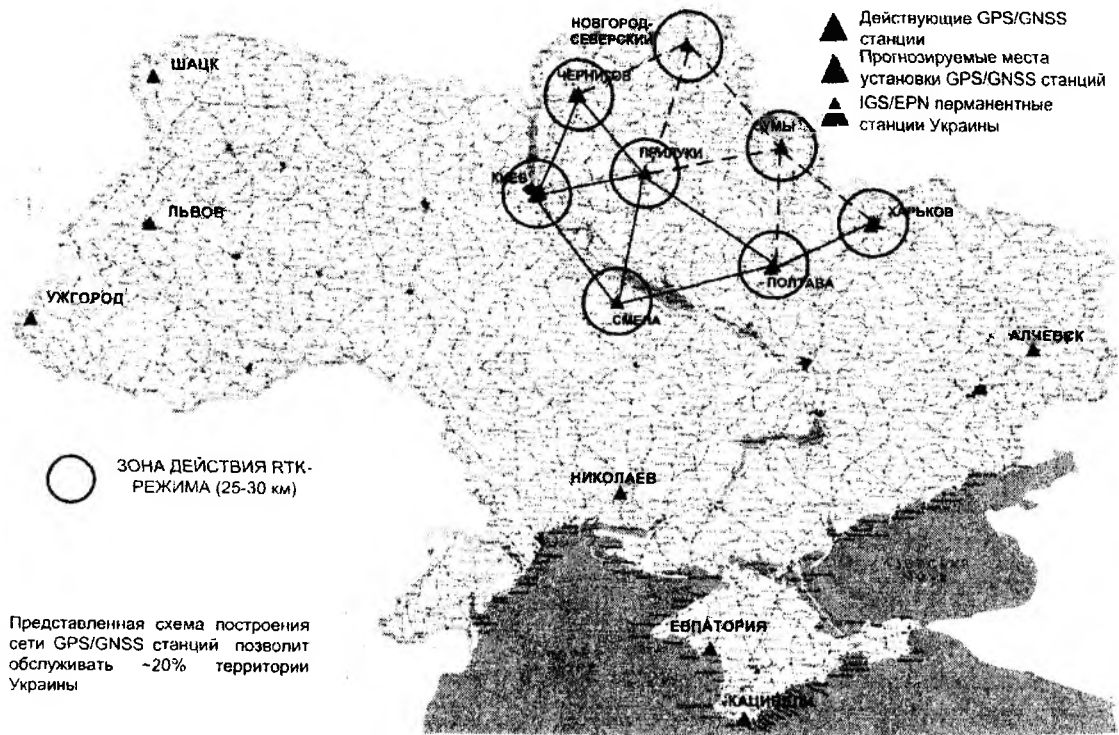 НОВГОРОД-
СЕВЕРСКИЙ
Действующие GPS/GNSS
станции
Прогнозируемые места
установки GPS/GNSS станций
IGS/EPN перманентные
станции Украины
ШАЦК
ЧЕРНИГОВ
СУМЫ
ПРИЛУКИ
КИЕВ
ЛЬВОВ
ХАРЬКОВ
ПОЛТАВА
УЖГОРОД
СМЕЛА
АЛЧЕВСК
ЗОНА ДЕЙСТВИЯ RTK-
РЕЖИМА (25-30 км)
НИКОЛАЕВ
Представленная схема построения
сети GPS/GNSS станций позволит
обслуживать ~20% территории
Украины
ЕВПАТОРИЯ
КАЦИВЕЛИ